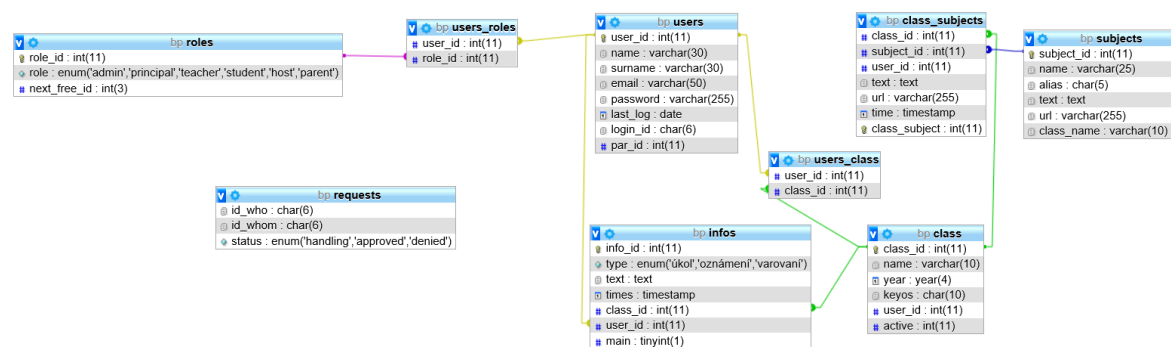 bp roles
role_id : int(11)
role : enum('admin','principal','teacher','student','host','parent')
next_free_id : int(3)
bp users_roles
user_id : int(11)
role_id : int(11)
bp users
user_id : int(11)
name : varchar(30)
surname : varchar(30)
email : varchar(50)
password : varchar(255)
last_log : date
login_id : char(6)
par_id : int(11)
bp class_subjects
class_id : int(11)
subject_id : int(11)
user_id : int(11)
text : text
url : varchar(255)
time : timestamp
class_subject : int(11)
bp subjects
subject_id : int(11)
name : varchar(25)
alias : char(5)
text : text
url : varchar(255)
class_name : varchar(10)
bp users_class
user_id : int(11)
class_id : int(11)
bp requests
id_who : char(6)
id_whom : char(6)
status : enum('handling','approved','denied')
bp infos
info_id : int(11)
type : enum('úkol','oznámení','varovaní')
text : text
times : timestamp
class_id : int(11)
user_id : int(11)
main : tinyint(1)
bp class
class_id : int(11)
name : varchar(10)
year : year(4)
keyos : char(10)
user_id : int(11)
active : int(11)